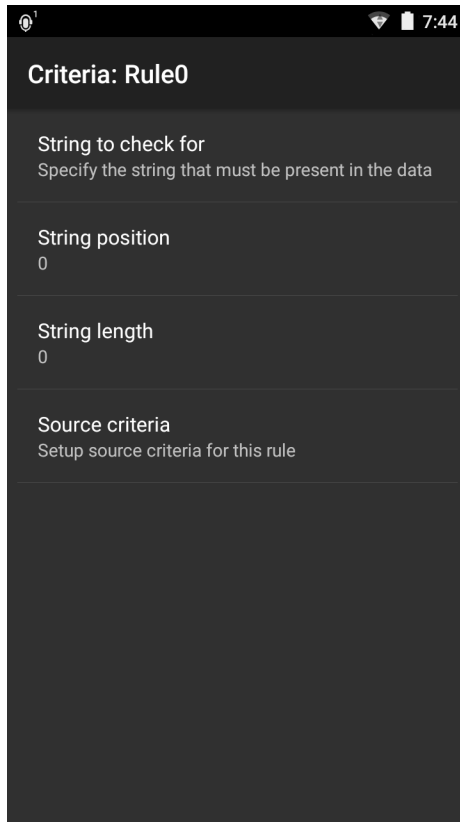 1 7:44
Criteria: Rule0
String to check for
Specify the string that must be present in the data
String position
0
String length
0
Source criteria
Setup source criteria for this rule